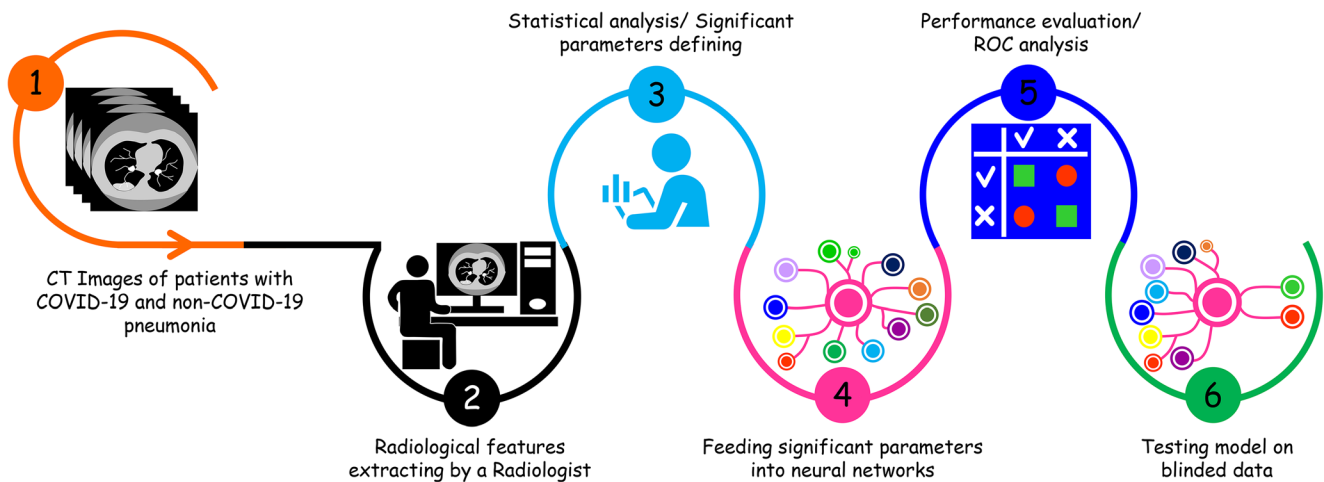 1
CT Images of patients with
COVID-19 and non-COVID-19
pneumonia
2
Radiological features
extracting by a Radiologist
Statistical analysis/ Significant
parameters defining
3
4
Feeding significant parameters
into neural networks
Performance evaluation/
ROC analysis
5
6
Testing model on
blinded data